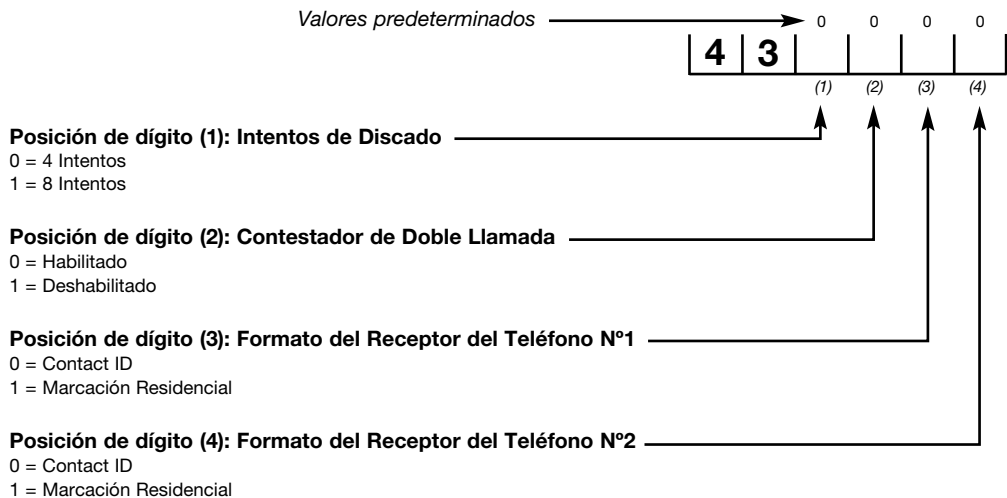 Valores predeterminados 0 0 0 0
4 3
(1) (2) (3) (4)
Posición de dígito (1): Intentos de Discado
0 = 4 Intentos
1 = 8 Intentos
Posición de dígito (2): Contestador de Doble Llamada
0 = Habilitado
1 = Deshabilitado
Posición de dígito (3): Formato del Receptor del Teléfono Nº1
0 = Contact ID
1 = Marcación Residencial
Posición de dígito (4): Formato del Receptor del Teléfono Nº2
0 = Contact ID
1 = Marcación Residencial